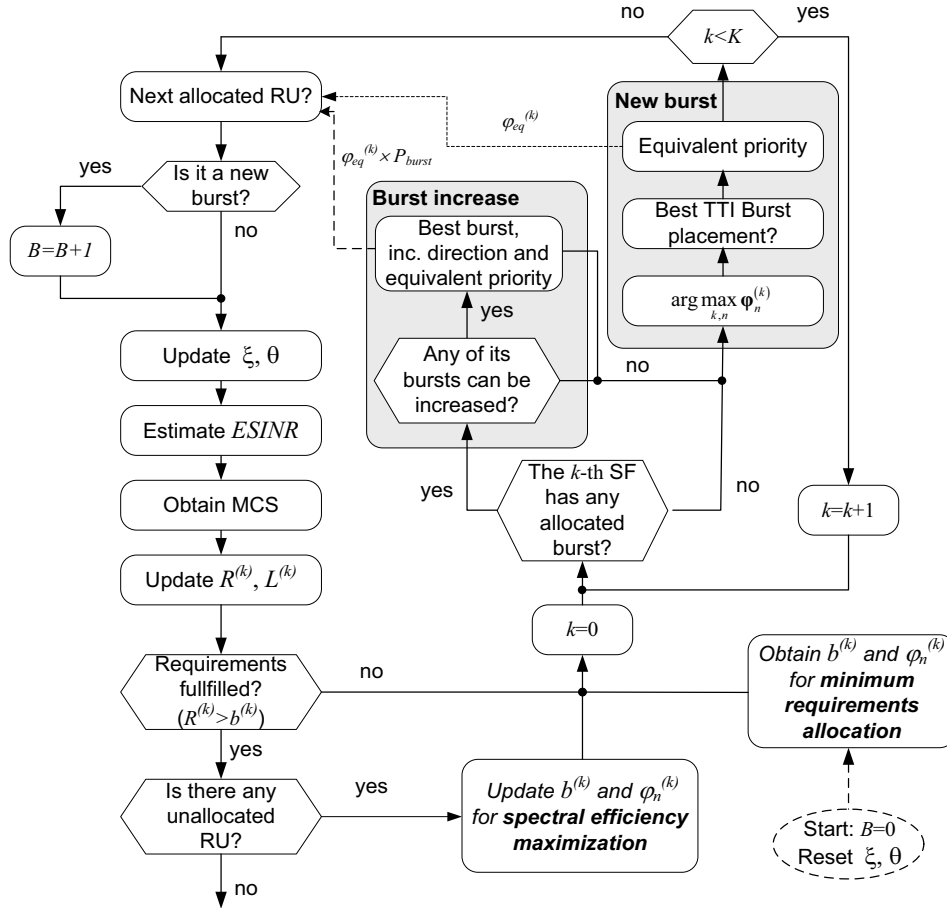 no
yes
k<K
Next allocated RU?
New burst
φeq^(k)
Equivalent priority
φeq^(k) × Pburst
yes
Is it a new
burst?
Burst increase
no
Best burst,
inc. direction and
equivalent priority
Best TTI Burst
placement?
B=B+1
arg max φn^(k)
k,n
yes
Update ξ, θ
Any of its
bursts can be
increased?
no
Estimate ESINR
The k-th SF
has any
allocated
burst?
yes
no
Obtain MCS
k=k+1
Update R^(k), L^(k)
k=0
Requirements
fullfilled?
(R^(k)>b^(k))
no
Obtain b^(k) and φn^(k)
for minimum
requirements
allocation
yes
Is there any
unallocated
RU?
yes
Update b^(k) and φn^(k)
for spectral efficiency
maximization
Start: B=0
Reset ξ, θ
no